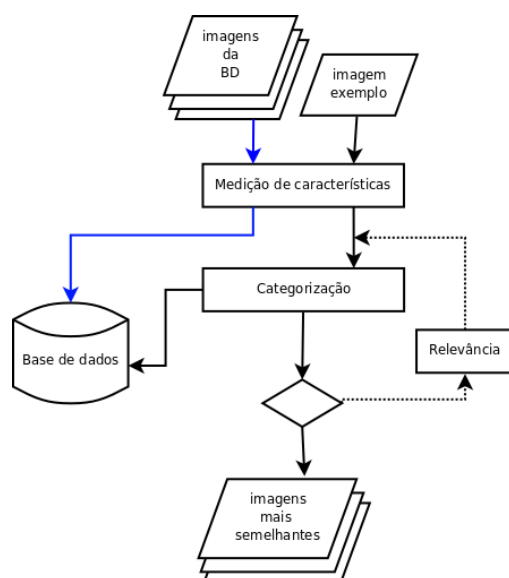 imagens
da
BD
imagem
exemplo
Medição de características
Categorização
Base de dados
Relevância
imagens
mais
semelhantes